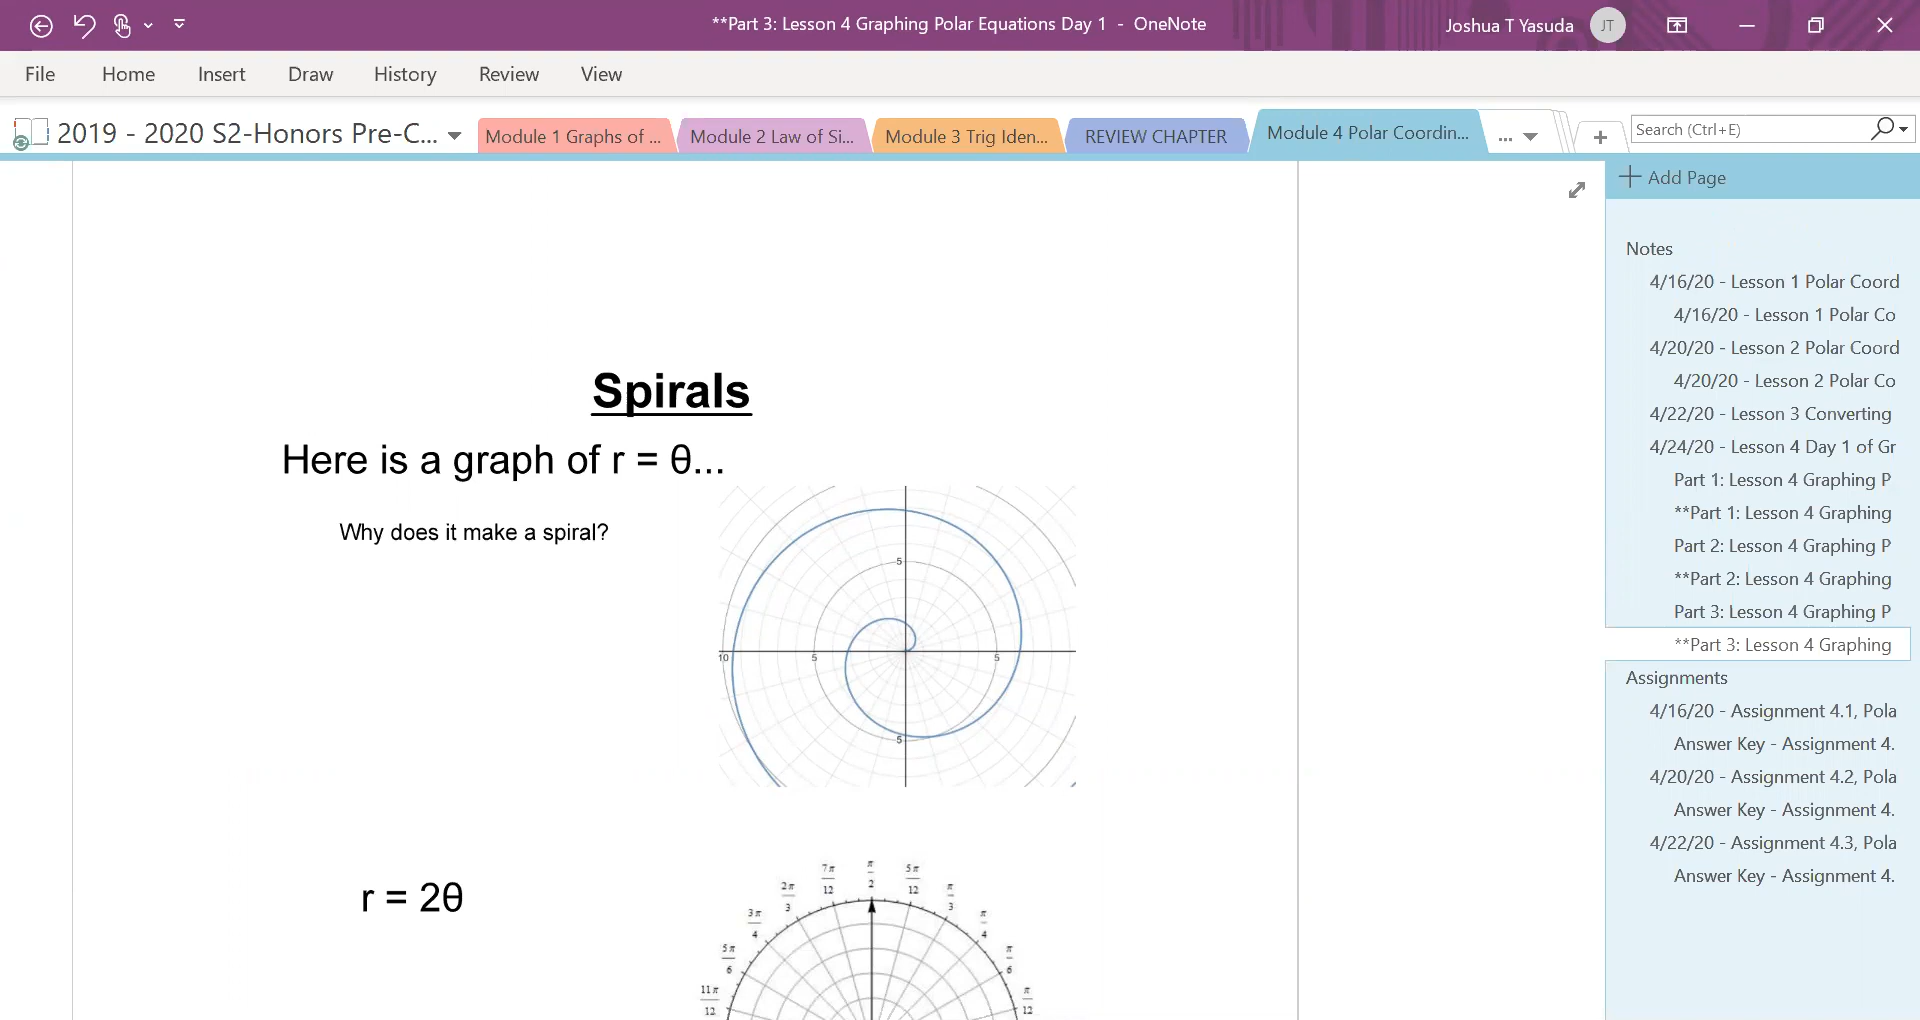 **Part 3: Lesson 4 Graphing Polar Equations Day 1 - OneNote
Joshua T Yasuda
JT
File
Home
Insert
Draw
History
Review
View
2019 - 2020 S2-Honors Pre-C...
Module 1 Graphs of ...
Module 2 Law of Si...
Module 3 Trig Iden...
REVIEW CHAPTER
Module 4 Polar Coordin...
...
+
Search (Ctrl+E)
Add Page
Notes
4/16/20 - Lesson 1 Polar Coord
4/16/20 - Lesson 1 Polar Co
4/20/20 - Lesson 2 Polar Coord
4/20/20 - Lesson 2 Polar Co
4/22/20 - Lesson 3 Converting
4/24/20 - Lesson 4 Day 1 of Gr
Part 1: Lesson 4 Graphing P
**Part 1: Lesson 4 Graphing
Part 2: Lesson 4 Graphing P
**Part 2: Lesson 4 Graphing
Part 3: Lesson 4 Graphing P
**Part 3: Lesson 4 Graphing
Assignments
4/16/20 - Assignment 4.1, Pola
Answer Key - Assignment 4.
4/20/20 - Assignment 4.2, Pola
Answer Key - Assignment 4.
4/22/20 - Assignment 4.3, Pola
Answer Key - Assignment 4.
Spirals
Here is a graph of r = θ...
Why does it make a spiral?
5
10
5
5
5
r = 2θ
7π/12
π/2
5π/12
2π/3
π/3
3π/4
π/4
5π/6
π/6
11π/12
π/12